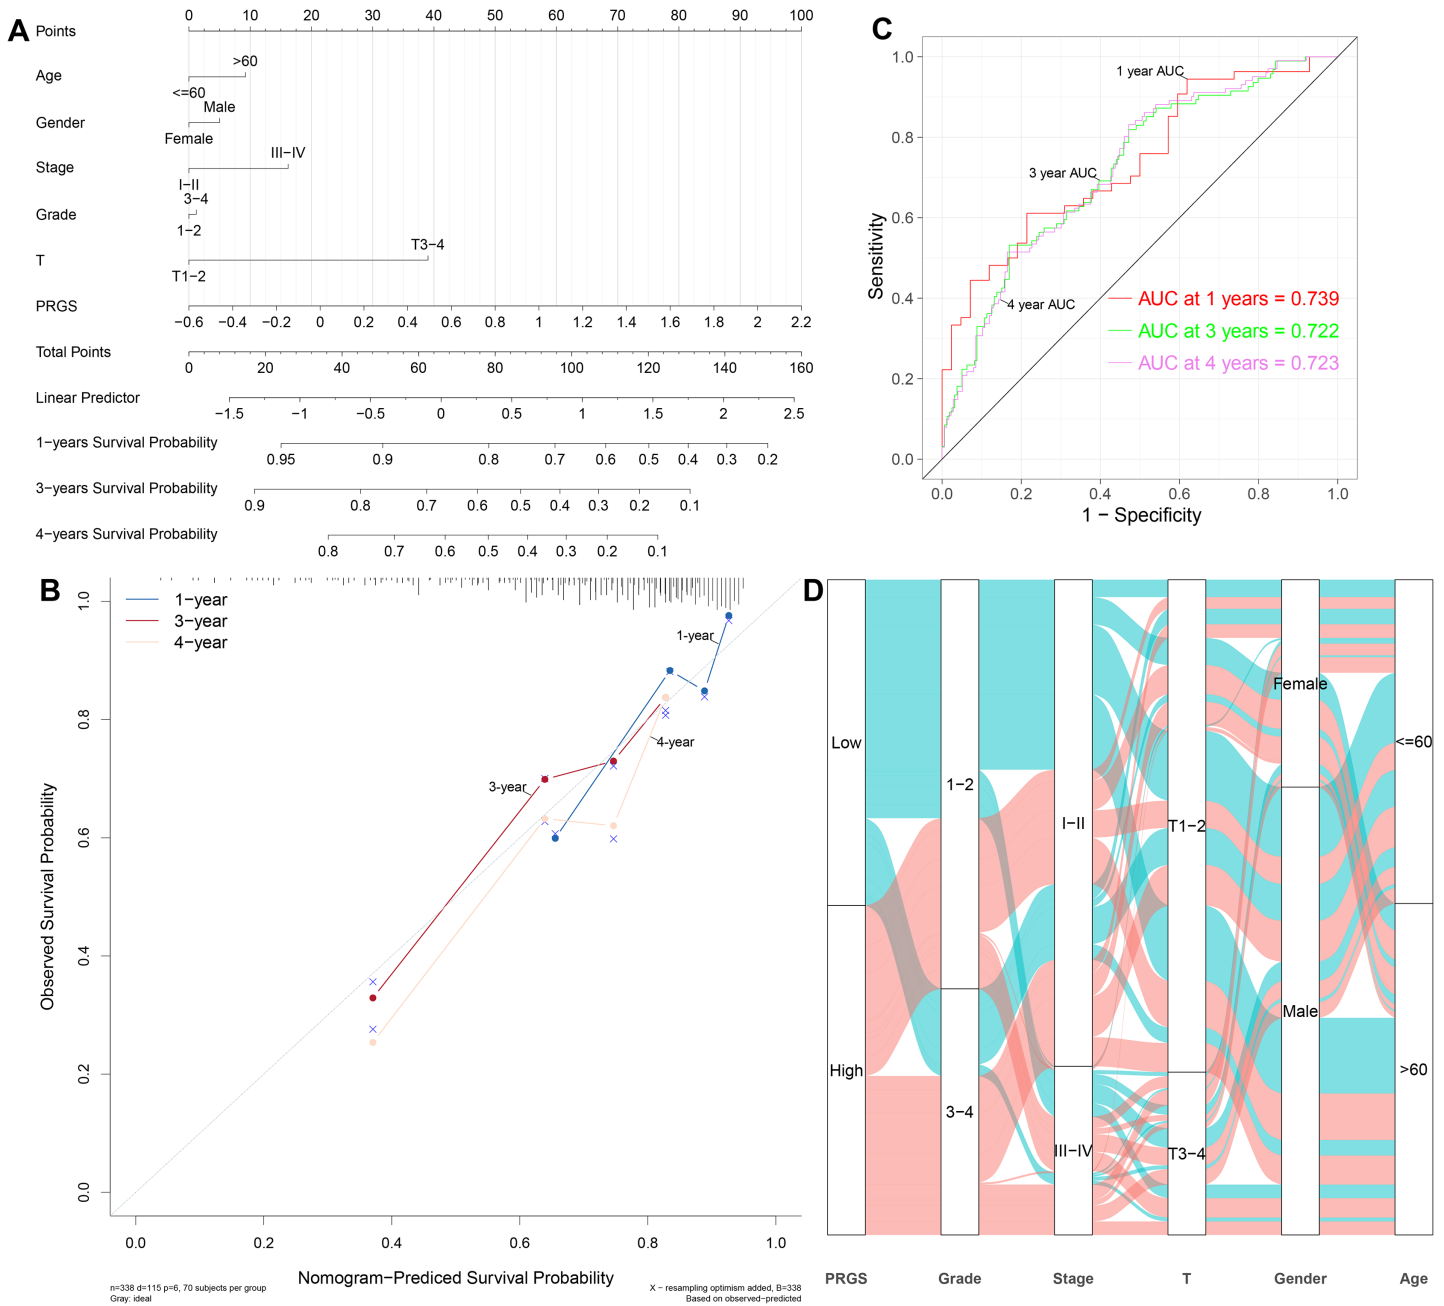 A
Points
0 10 20 30 40 50 60 70 80 90 100
Age
>60
<=60
Gender
Male
Female
Stage
III−IV
I−II
Grade
3−4
1−2
T
T3−4
T1−2
PRGS
−0.6 −0.4 −0.2 0 0.2 0.4 0.6 0.8 1 1.2 1.4 1.6 1.8 2 2.2
Total Points
0 20 40 60 80 100 120 140 160
Linear Predictor
−1.5 −1 −0.5 0 0.5 1 1.5 2 2.5
1−years Survival Probability
0.95 0.9 0.8 0.7 0.6 0.5 0.4 0.3 0.2
3−years Survival Probability
0.9 0.8 0.7 0.6 0.5 0.4 0.3 0.2 0.1
4−years Survival Probability
0.8 0.7 0.6 0.5 0.4 0.3 0.2 0.1
C
Sensitivity
1.0
0.8
0.6
0.4
0.2
0.0
1 year AUC
3 year AUC
4 year AUC
AUC at 1 years = 0.739
AUC at 3 years = 0.722
AUC at 4 years = 0.723
0.0 0.2 0.4 0.6 0.8 1.0
1 − Specificity
B
1-year
3-year
4-year
1-year
4-year
3-year
Observed Survival Probability
1.0
0.8
0.6
0.4
0.2
0.0
0.0 0.2 0.4 0.6 0.8 1.0
Nomogram−Prediced Survival Probability
n=338 d=115 p=6, 70 subjects per group
Gray: ideal
X − resampling optimism added, B=338
Based on observed−predicted
D
Low
High
1−2
3−4
I−II
III−IV
T1−2
T3−4
Female
Male
<=60
>60
PRGS Grade Stage T Gender Age